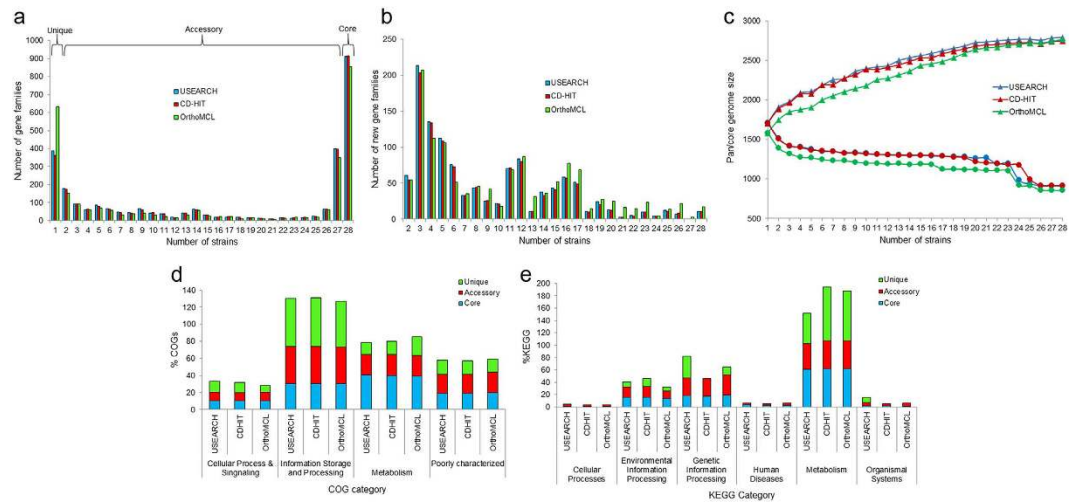 a
Unique Accessory Core
Number of gene families
1000
900
800
700
600
500
400
300
200
100
0
USEARCH
CD-HIT
OrthoMCL
1 2 3 4 5 6 7 8 9 10 11 12 13 14 15 16 17 18 19 20 21 22 23 24 25 26 27 28
Number of strains
b
Number of new gene families
250
200
150
100
50
0
USEARCH
CD-HIT
OrthoMCL
2 3 4 5 6 7 8 9 10 11 12 13 14 15 16 17 18 19 20 21 22 23 24 25 26 27 28
Number of strains
c
Pan/core genome size
3000
2500
2000
1500
1000
500
USEARCH
CD-HIT
OrthoMCL
1 2 3 4 5 6 7 8 9 10 11 12 13 14 15 16 17 18 19 20 21 22 23 24 25 26 27 28
Number of strains
d
Unique
Accessory
Core
% COGs
140
120
100
80
60
40
20
0
USEARCH CDHIT OrthoMCL USEARCH CDHIT OrthoMCL USEARCH CDHIT OrthoMCL USEARCH CDHIT OrthoMCL
Cellular Process & Information Storage Metabolism Poorly characterized
Singnaling and Processing
COG category
e
Unique
Accessory
Core
%KEGG
200
180
160
140
120
100
80
60
40
20
0
USEARCH CDHIT OrthoMCL USEARCH CDHIT OrthoMCL USEARCH CDHIT OrthoMCL USEARCH CDHIT OrthoMCL USEARCH CDHIT OrthoMCL USEARCH CDHIT OrthoMCL
Cellular Environmental Genetic Human Metabolism Organismal
Processes Information Information Diseases Systems
Processing Processing
KEGG Category